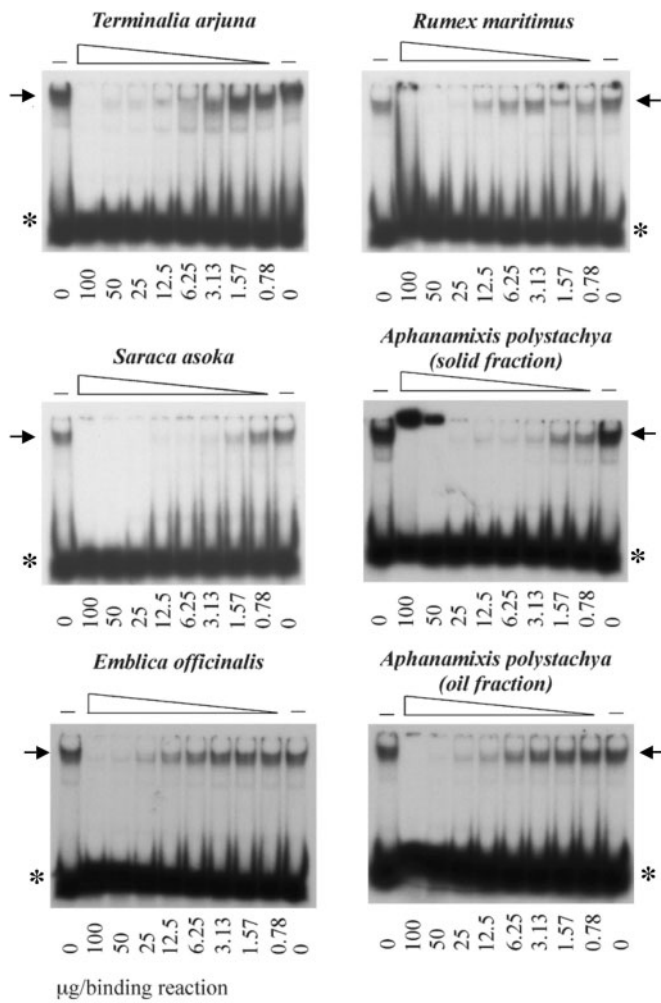 Terminalia arjuna
Rumex maritimus
0 100 50 25 12.5 6.25 3.13 1.57 0.78 0
0 100 50 25 12.5 6.25 3.13 1.57 0.78 0
Saraca asoka
Aphanamixis polystachya
(solid fraction)
0 100 50 25 12.5 6.25 3.13 1.57 0.78 0
0 100 50 25 12.5 6.25 3.13 1.57 0.78 0
Emblica officinalis
Aphanamixis polystachya
(oil fraction)
0 100 50 25 12.5 6.25 3.13 1.57 0.78 0
0 100 50 25 12.5 6.25 3.13 1.57 0.78 0
µg/binding reaction